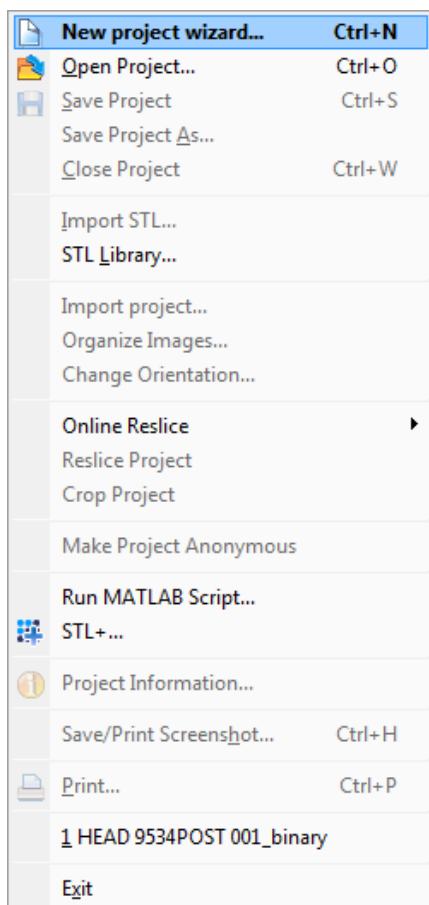 New project wizard... Ctrl+N
Open Project... Ctrl+O
Save Project Ctrl+S
Save Project As...
Close Project Ctrl+W
Import STL...
STL Library...
Import project...
Organize Images...
Change Orientation...
Online Reslice
Reslice Project
Crop Project
Make Project Anonymous
Run MATLAB Script...
STL+...
Project Information...
Save/Print Screenshot... Ctrl+H
Print... Ctrl+P
1 HEAD 9534POST 001_binary
Exit